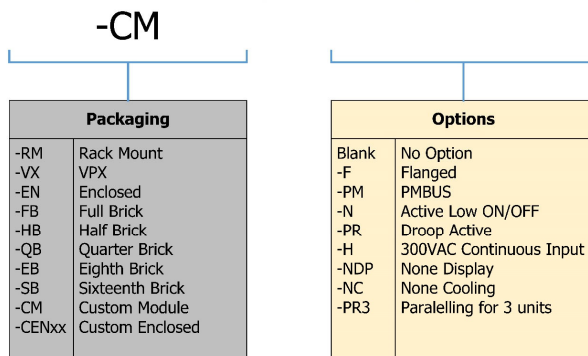 -CM
Packaging
-RM Rack Mount
-VX VPX
-EN Enclosed
-FB Full Brick
-HB Half Brick
-QB Quarter Brick
-EB Eighth Brick
-SB Sixteenth Brick
-CM Custom Module
-CENxx Custom Enclosed
Options
Blank No Option
-F Flanged
-PM PMBUS
-N Active Low ON/OFF
-PR Droop Active
-H 300VAC Continuous Input
-NDP None Display
-NC None Cooling
-PR3 Paralelling for 3 units